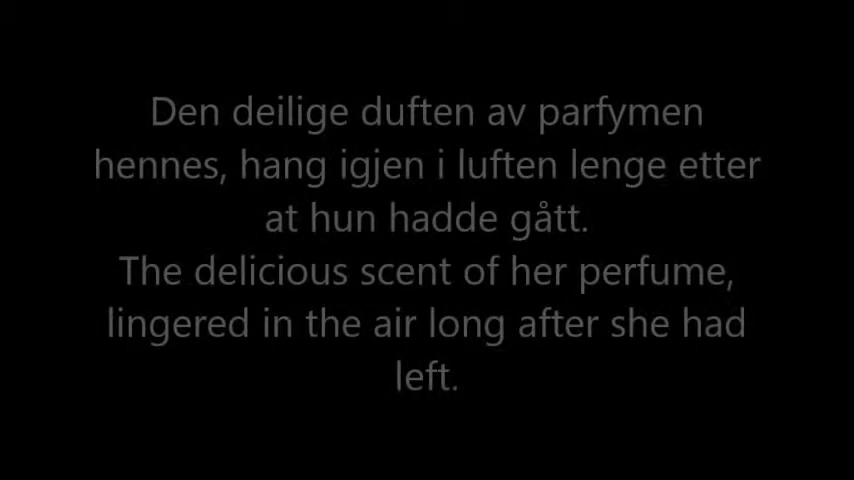 Den deilige duften av parfymen
hennes, hang igjen i luften lenge etter
at hun hadde gått.
The delicious scent of her perfume,
lingered in the air long after she had
left.